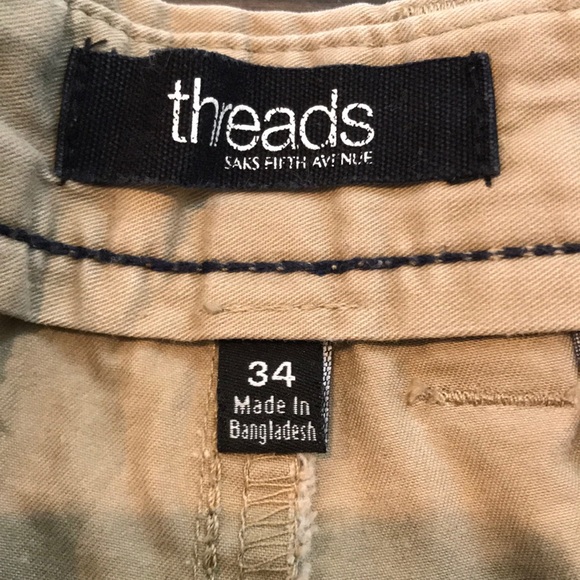 threads
SAKS FIFTH AVENUE
34
Made In
Bangladesh